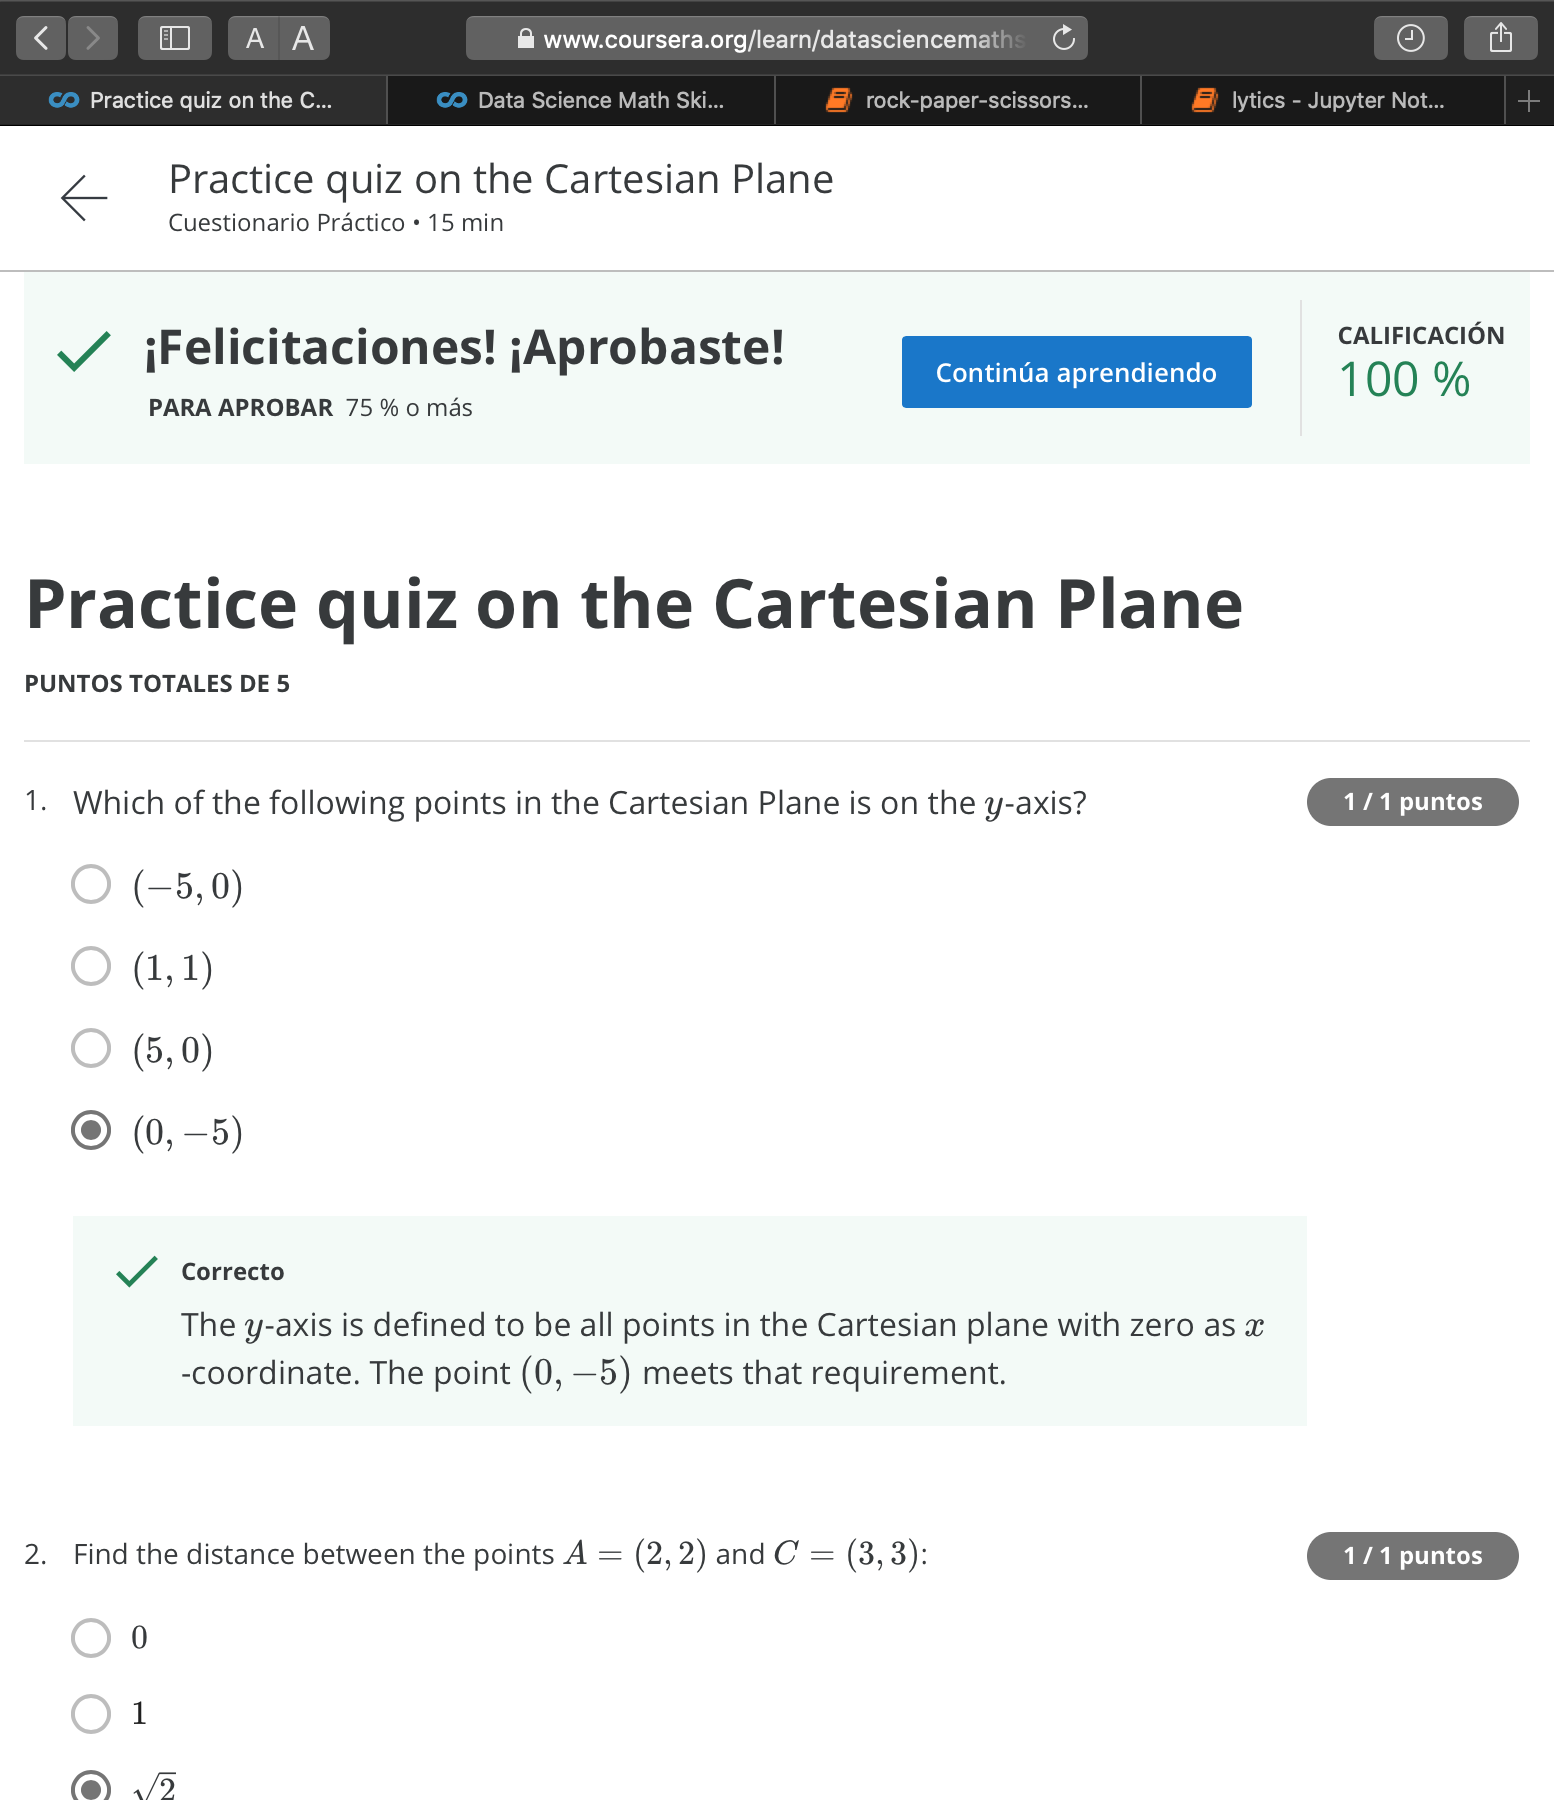 A A
www.coursera.org/learn/datasciencemaths
Practice quiz on the C... Data Science Math Ski... rock-paper-scissors... lytics - Jupyter Not...
Practice quiz on the Cartesian Plane
Cuestionario Práctico • 15 min
¡Felicitaciones! ¡Aprobaste!
PARA APROBAR 75 % o más
Continúa aprendiendo
CALIFICACIÓN
100 %
Practice quiz on the Cartesian Plane
PUNTOS TOTALES DE 5
1. Which of the following points in the Cartesian Plane is on the y-axis?
1 / 1 puntos
(−5, 0)
(1, 1)
(5, 0)
(0, −5)
Correcto
The y-axis is defined to be all points in the Cartesian plane with zero as x
-coordinate. The point (0, −5) meets that requirement.
2. Find the distance between the points A = (2, 2) and C = (3, 3):
1 / 1 puntos
0
1
√2